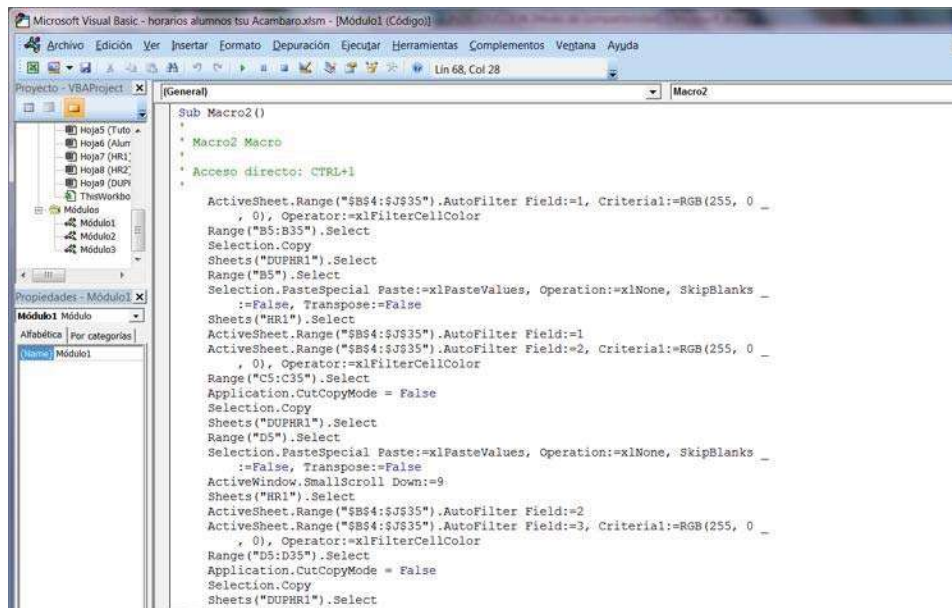 Microsoft Visual Basic - horarios alumnos tsu Acambaro.xlsm - [Módulo1 (Código)]
Archivo Edición Ver Insertar Formato Depuración Ejecutar Herramientas Complementos Ventana Ayuda
Lin 68, Col 28
Proyecto - VBAProject
(General)
Macro2
Hoja5 (Tuto
Hoja6 (Alum
Hoja7 (HR1)
Hoja8 (HR2)
Hoja9 (DUPH
ThisWorkbo
Módulos
Módulo1
Módulo2
Módulo3
Propiedades - Módulo1
Módulo1 Módulo
Alfabética Por categorías
(Name) Módulo1
Sub Macro2()
'
' Macro2 Macro
'
' Acceso directo: CTRL+l
'
ActiveSheet.Range("$B$4:$J$35").AutoFilter Field:=1, Criteria1:=RGB(255, 0 _
, 0), Operator:=xlFilterCellColor
Range("B5:B35").Select
Selection.Copy
Sheets("DUPHR1").Select
Range("B5").Select
Selection.PasteSpecial Paste:=xlPasteValues, Operation:=xlNone, SkipBlanks _
:=False, Transpose:=False
Sheets("HR1").Select
ActiveSheet.Range("$B$4:$J$35").AutoFilter Field:=1
ActiveSheet.Range("$B$4:$J$35").AutoFilter Field:=2, Criteria1:=RGB(255, 0 _
, 0), Operator:=xlFilterCellColor
Range("C5:C35").Select
Application.CutCopyMode = False
Selection.Copy
Sheets("DUPHR1").Select
Range("D5").Select
Selection.PasteSpecial Paste:=xlPasteValues, Operation:=xlNone, SkipBlanks _
:=False, Transpose:=False
ActiveWindow.SmallScroll Down:=9
Sheets("HR1").Select
ActiveSheet.Range("$B$4:$J$35").AutoFilter Field:=2
ActiveSheet.Range("$B$4:$J$35").AutoFilter Field:=3, Criteria1:=RGB(255, 0 _
, 0), Operator:=xlFilterCellColor
Range("D5:D35").Select
Application.CutCopyMode = False
Selection.Copy
Sheets("DUPHR1").Select